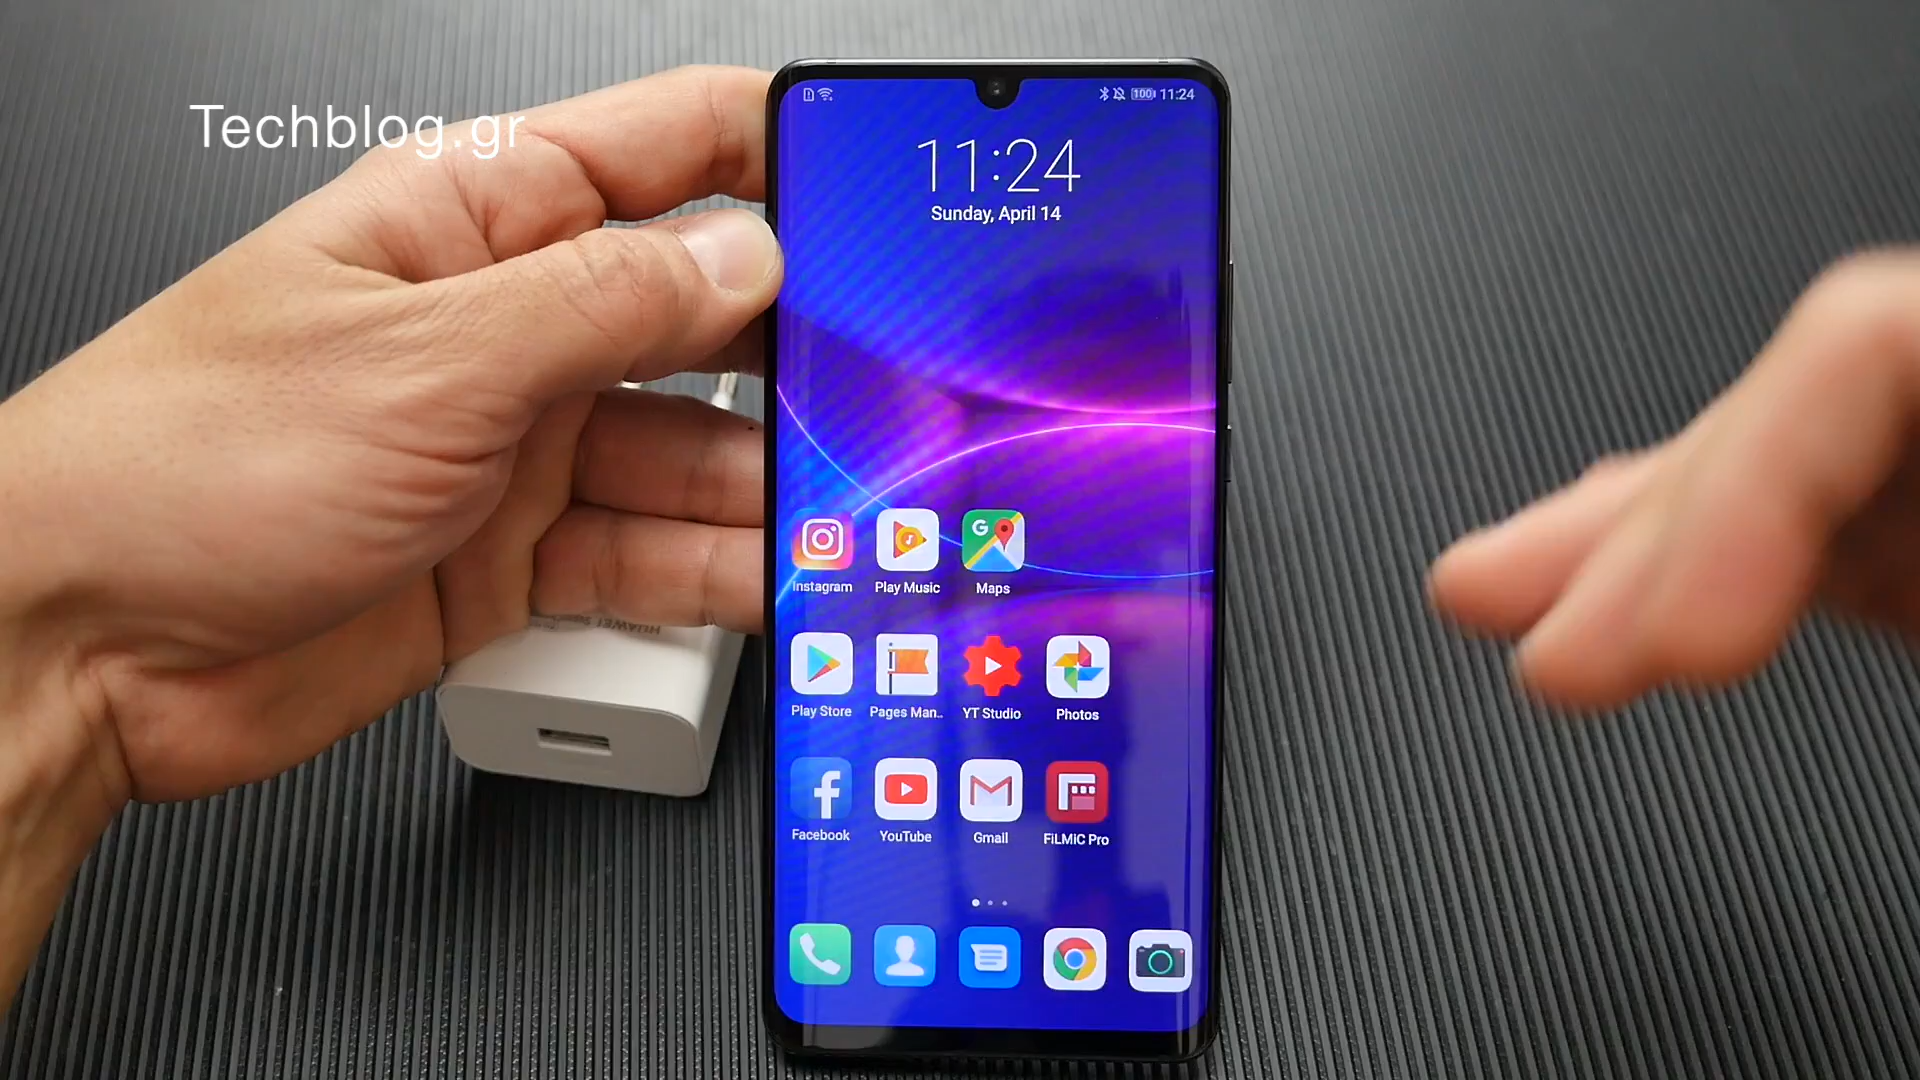 Techblog.gr
100
11:24
11:24
Sunday, April 14
Instagram
Play Music
Maps
Play Store
Pages Man..
YT Studio
Photos
Facebook
YouTube
Gmail
FiLMiC Pro
HUAWEI Super